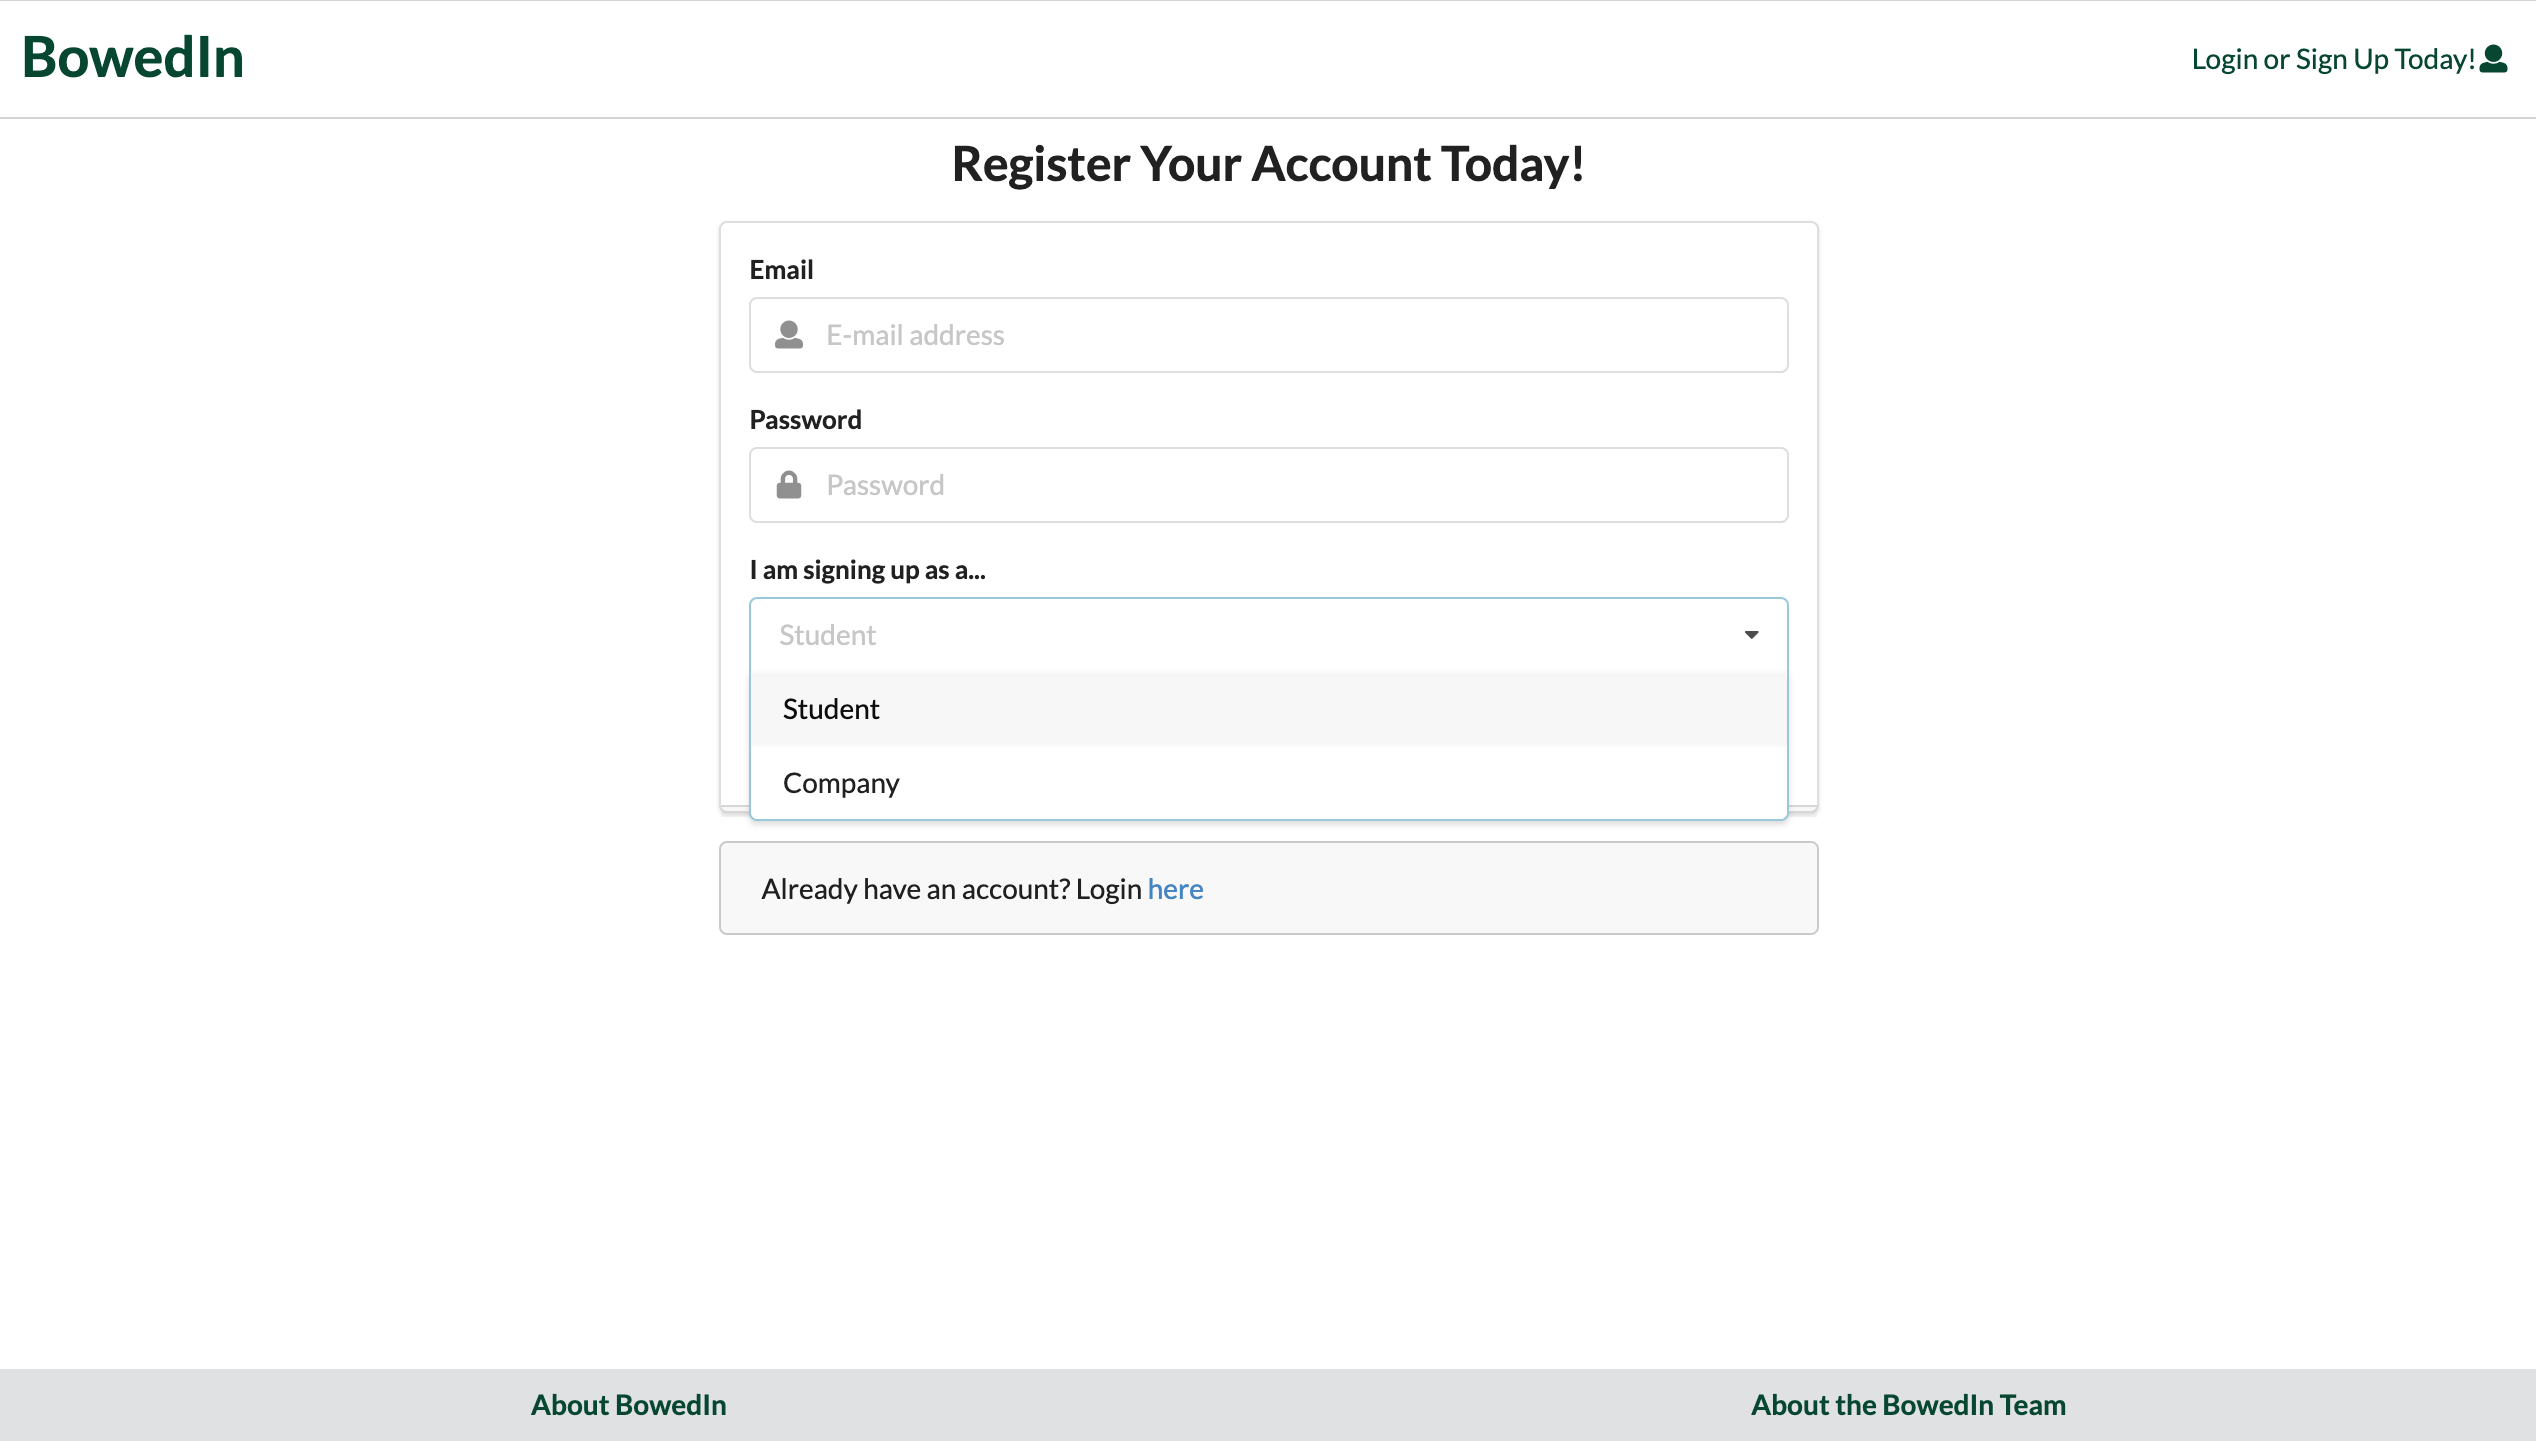 BowedIn
Login or Sign Up Today!
Register Your Account Today!
Email
E-mail address
Password
Password
I am signing up as a...
Student
Student
Company
Already have an account? Login here
About BowedIn
About the BowedIn Team